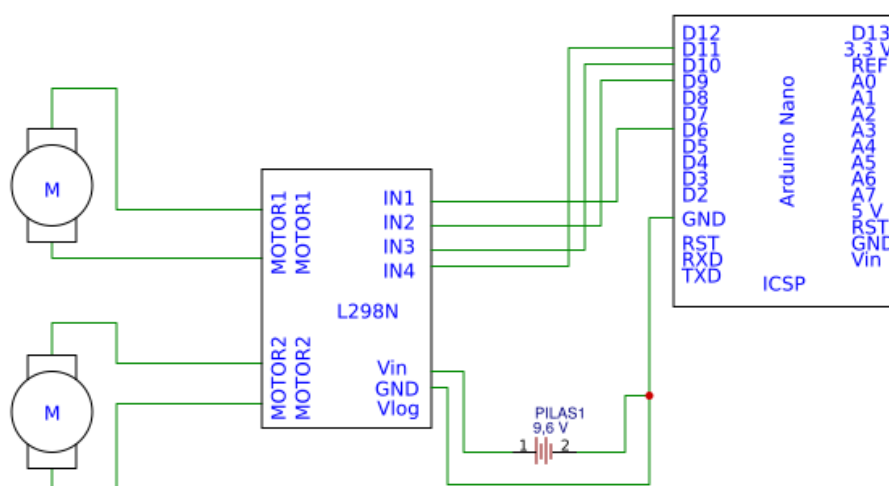 D12
D11
D10
D9
D8
D7
D6
D5
D4
D3
D2
GND
RST
RXD
TXD
Arduino Nano
ICSP
D13
3,3 V
REF
A0
A1
A2
A3
A4
A5
A6
A7
5 V
RST
GND
Vin
M
MOTOR1
MOTOR1
IN1
IN2
IN3
IN4
L298N
M
MOTOR2
MOTOR2
Vin
GND
Vlog
PILAS1
9,6 V
1
2